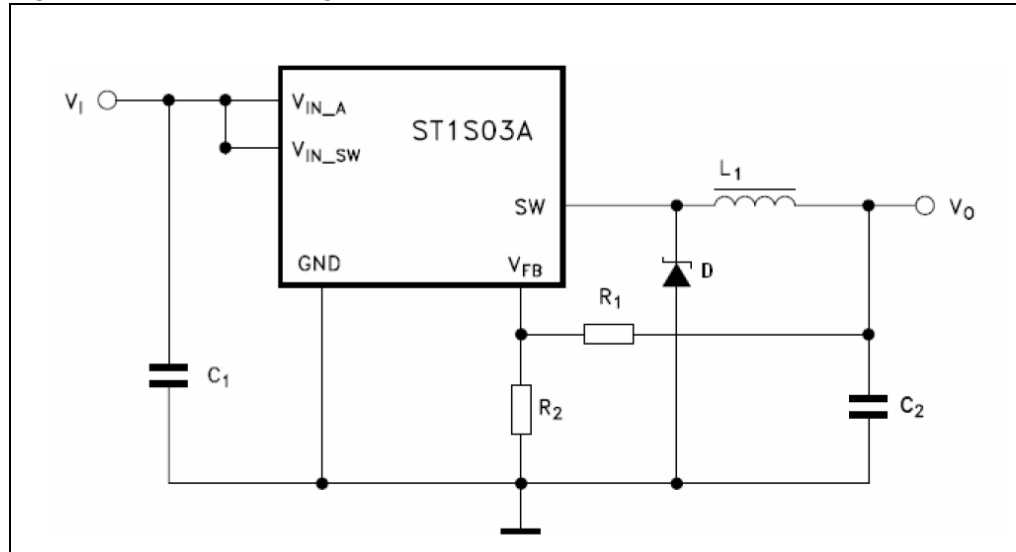 V_I
V_IN_A
ST1S03A
V_IN_SW
L_1
SW
V_O
GND
V_FB
D
R_1
C_1
R_2
C_2